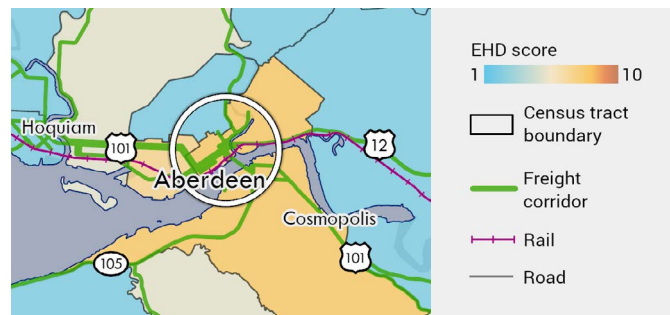 Hoquiam
101
Aberdeen
12
Cosmopolis
105
101
EHD score
1 10
Census tract
boundary
Freight
corridor
Rail
Road